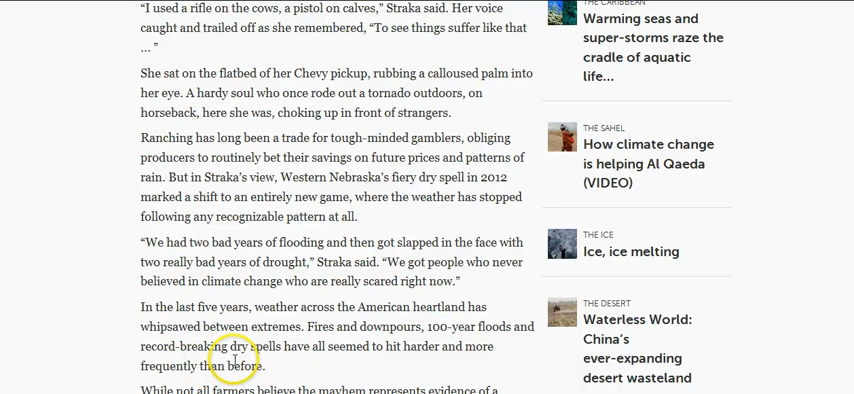 “I used a rifle on the cows, a pistol on calves,” Straka said. Her voice
caught and trailed off as she remembered, “To see things suffer like that
… ”
She sat on the flatbed of her Chevy pickup, rubbing a calloused palm into
her eye. A hardy soul who once rode out a tornado outdoors, on
horseback, here she was, choking up in front of strangers.
Ranching has long been a trade for tough-minded gamblers, obliging
producers to routinely bet their savings on future prices and patterns of
rain. But in Straka’s view, Western Nebraska’s fiery dry spell in 2012
marked a shift to an entirely new game, where the weather has stopped
following any recognizable pattern at all.
“We had two bad years of flooding and then got slapped in the face with
two really bad years of drought,” Straka said. “We got people who never
believed in climate change who are really scared right now.”
In the last five years, weather across the American heartland has
whipsawed between extremes. Fires and downpours, 100-year floods and
record-breaking dry spells have all seemed to hit harder and more
frequently than before.
While not all farmers believe the mayhem represents evidence of a
THE CARIBBEAN
Warming seas and
super-storms raze the
cradle of aquatic
life…
THE SAHEL
How climate change
is helping Al Qaeda
(VIDEO)
THE ICE
Ice, ice melting
THE DESERT
Waterless World:
China’s
ever-expanding
desert wasteland